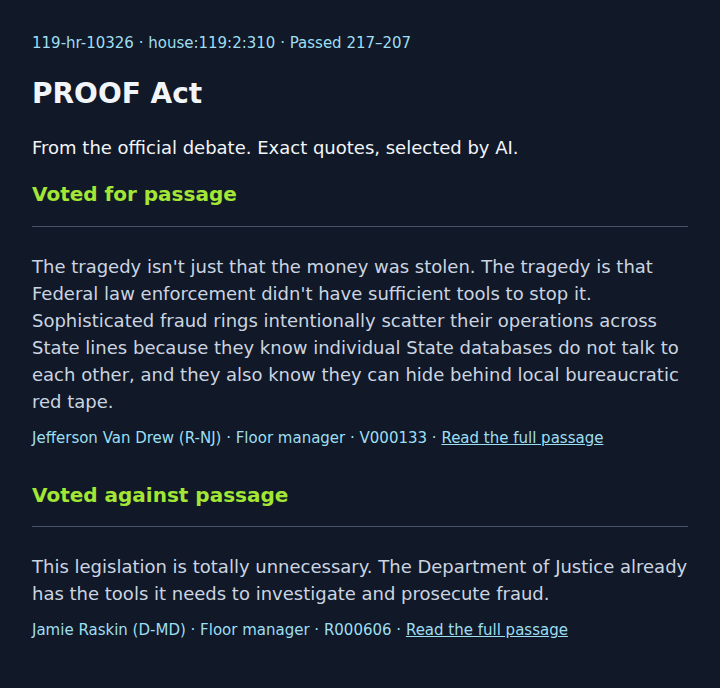 119-hr-10326 · house:119:2:310 · Passed 217–207
PROOF Act
From the official debate. Exact quotes, selected by AI.
Voted for passage
The tragedy isn't just that the money was stolen. The tragedy is that
Federal law enforcement didn't have sufficient tools to stop it.
Sophisticated fraud rings intentionally scatter their operations across
State lines because they know individual State databases do not talk to
each other, and they also know they can hide behind local bureaucratic
red tape.
Jefferson Van Drew (R-NJ) · Floor manager · V000133 · Read the full passage
Voted against passage
This legislation is totally unnecessary. The Department of Justice already
has the tools it needs to investigate and prosecute fraud.
Jamie Raskin (D-MD) · Floor manager · R000606 · Read the full passage